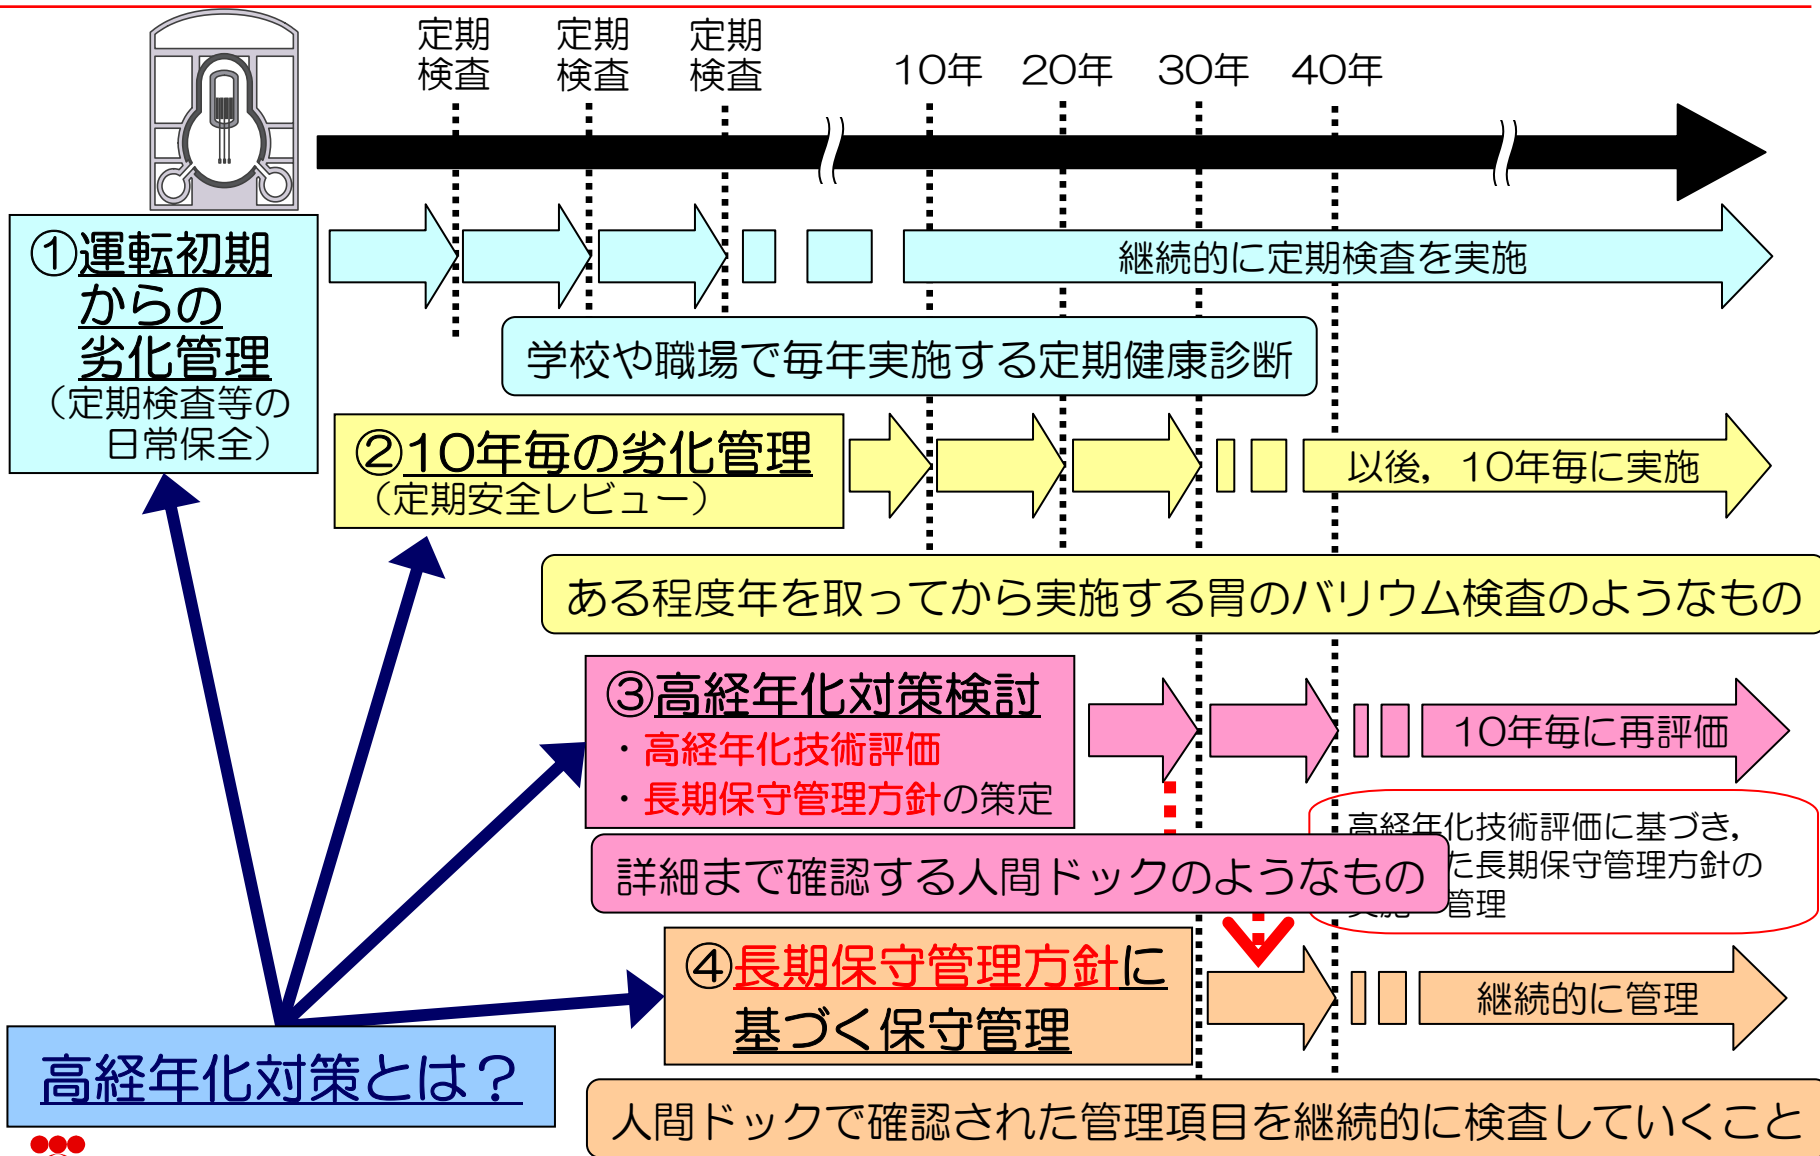 定期
検査
定期
検査
定期
検査
10年
20年
30年
40年
①運転初期
からの
劣化管理
（定期検査等の
日常保全）
継続的に定期検査を実施
学校や職場で毎年実施する定期健康診断
②10年毎の劣化管理
（定期安全レビュー）
以後，10年毎に実施
ある程度年を取ってから実施する胃のバリウム検査のようなもの
③高経年化対策検討
・高経年化技術評価
・長期保守管理方針の策定
10年毎に再評価
高経年化技術評価に基づき，
た長期保守管理方針の
管理
詳細まで確認する人間ドックのようなもの
④長期保守管理方針に
基づく保守管理
継続的に管理
高経年化対策とは？
人間ドックで確認された管理項目を継続的に検査していくこと